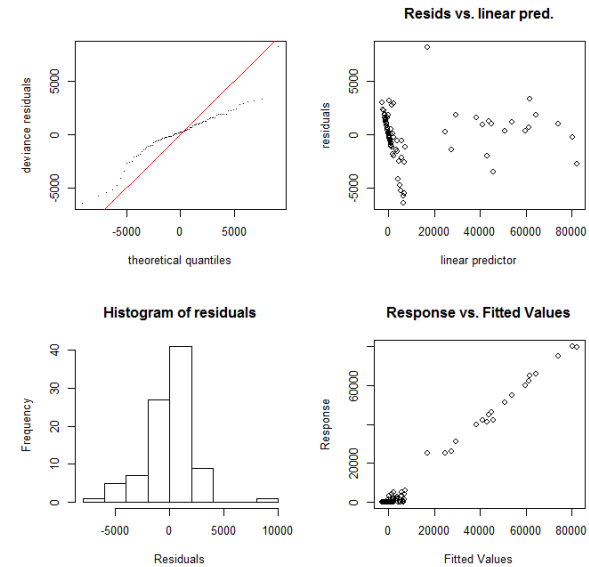 Resids vs. linear pred.
deviance residuals
-5000 0 5000
-5000 0 5000
theoretical quantiles
residuals
-5000 0 5000
0 20000 40000 60000 80000
linear predictor
Histogram of residuals
Frequency
0 10 20 30 40
-5000 0 5000 10000
Residuals
Response vs. Fitted Values
Response
0 20000 60000
0 20000 40000 60000 80000
Fitted Values